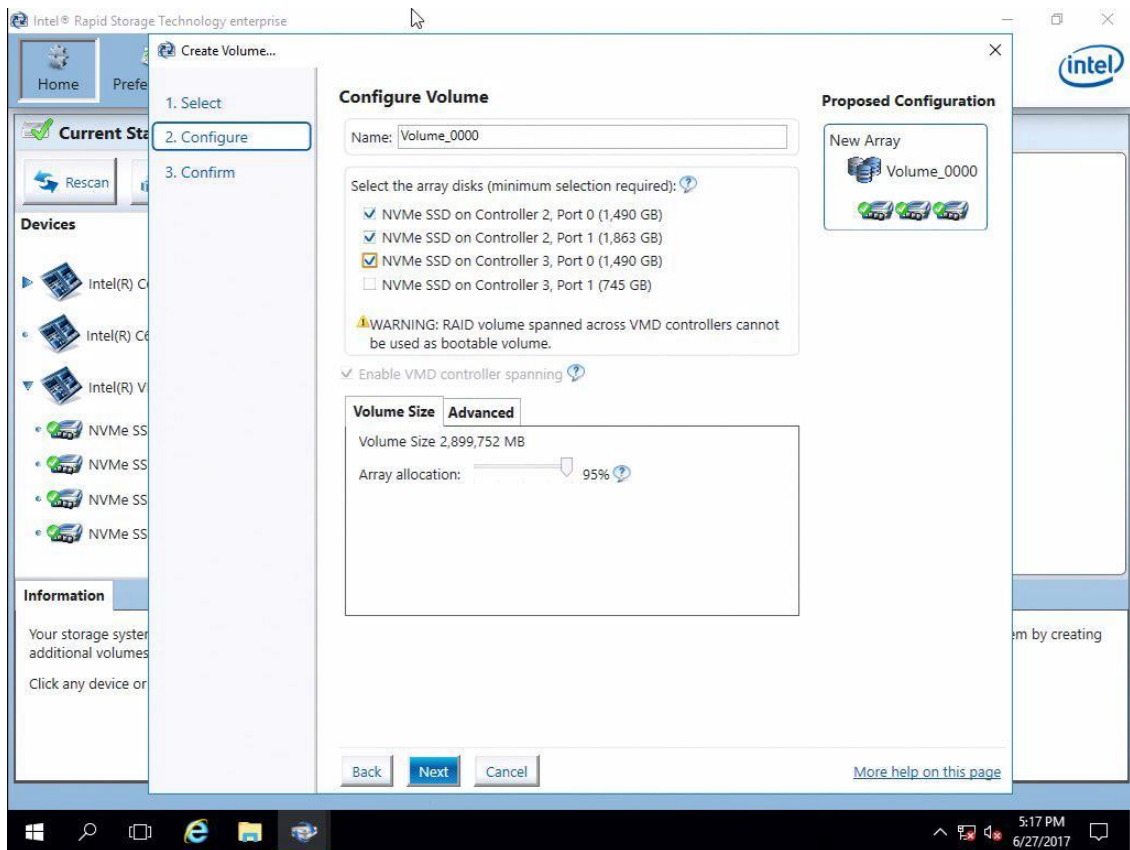 Intel® Rapid Storage Technology enterprise
Home
Prefe
intel
Current Sta
Rescan
Devices
Intel(R) C
Intel(R) C6
Intel(R) V
NVMe SS
NVMe SS
NVMe SS
NVMe SS
Information
Your storage syster
em by creating
additional volumes
Click any device or
Create Volume...
1. Select
2. Configure
3. Confirm
Configure Volume
Name: Volume_0000
Select the array disks (minimum selection required):
NVMe SSD on Controller 2, Port 0 (1,490 GB)
NVMe SSD on Controller 2, Port 1 (1,863 GB)
NVMe SSD on Controller 3, Port 0 (1,490 GB)
NVMe SSD on Controller 3, Port 1 (745 GB)
WARNING: RAID volume spanned across VMD controllers cannot
be used as bootable volume.
Enable VMD controller spanning
Volume Size Advanced
Volume Size 2,899,752 MB
Array allocation: 95%
Proposed Configuration
New Array
Volume_0000
Back Next Cancel
More help on this page
5:17 PM
6/27/2017